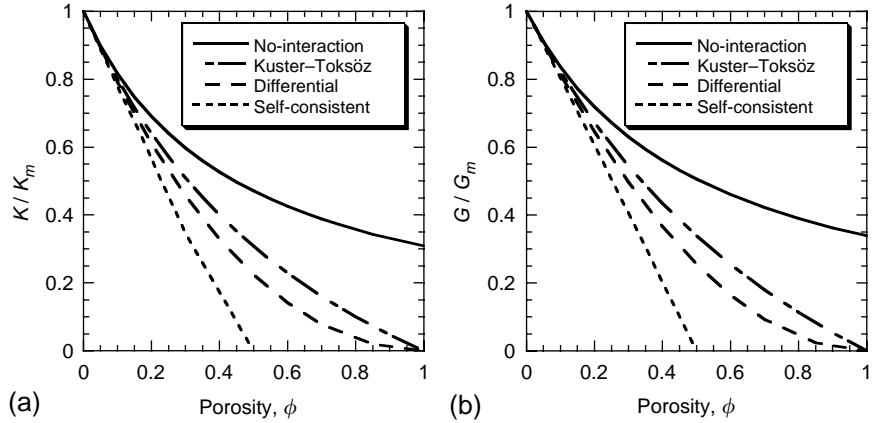 1
0.8
0.6
0.4
0.2
0
K / Km
No-interaction
Kuster–Toksöz
Differential
Self-consistent
0 0.2 0.4 0.6 0.8 1
Porosity, ϕ
(a)
1
0.8
0.6
0.4
0.2
0
G / Gm
No-interaction
Kuster–Toksöz
Differential
Self-consistent
0 0.2 0.4 0.6 0.8 1
Porosity, ϕ
(b)